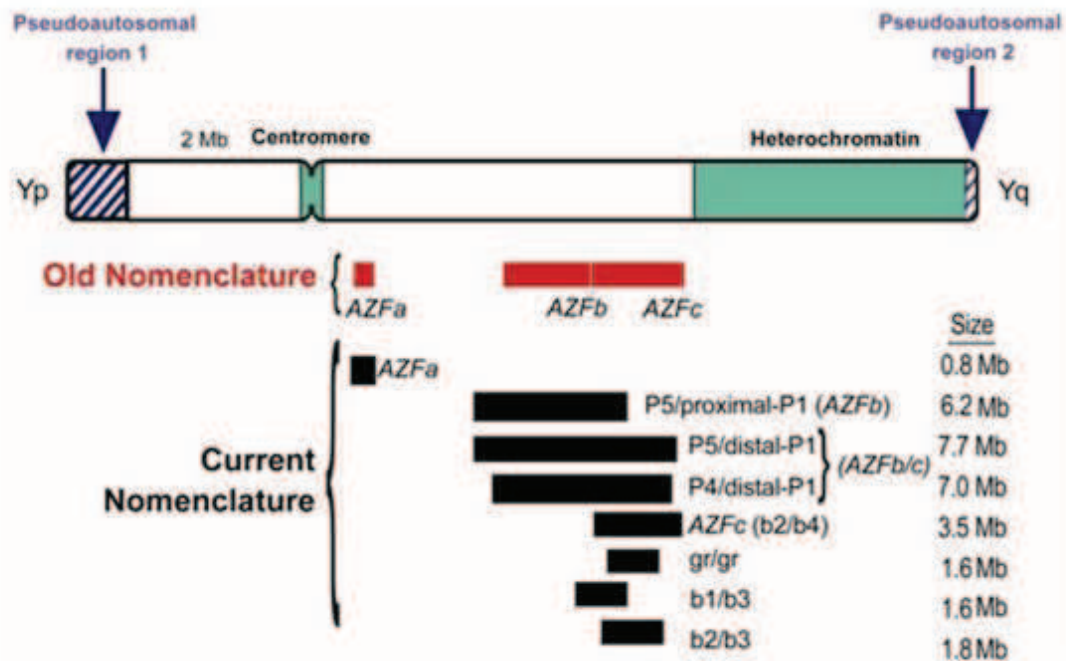 Pseudoautosomal
region 1
Pseudoautosomal
region 2
2 Mb
Centromere
Heterochromatin
Yp
Yq
Old Nomenclature
AZFa
AZFb
AZFc
Size
AZFa
0.8 Mb
P5/proximal-P1 (AZFb)
6.2 Mb
P5/distal-P1
7.7 Mb
(AZFb/c)
P4/distal-P1
7.0 Mb
Current
Nomenclature
AZFc (b2/b4)
3.5 Mb
gr/gr
1.6 Mb
b1/b3
1.6 Mb
b2/b3
1.8 Mb